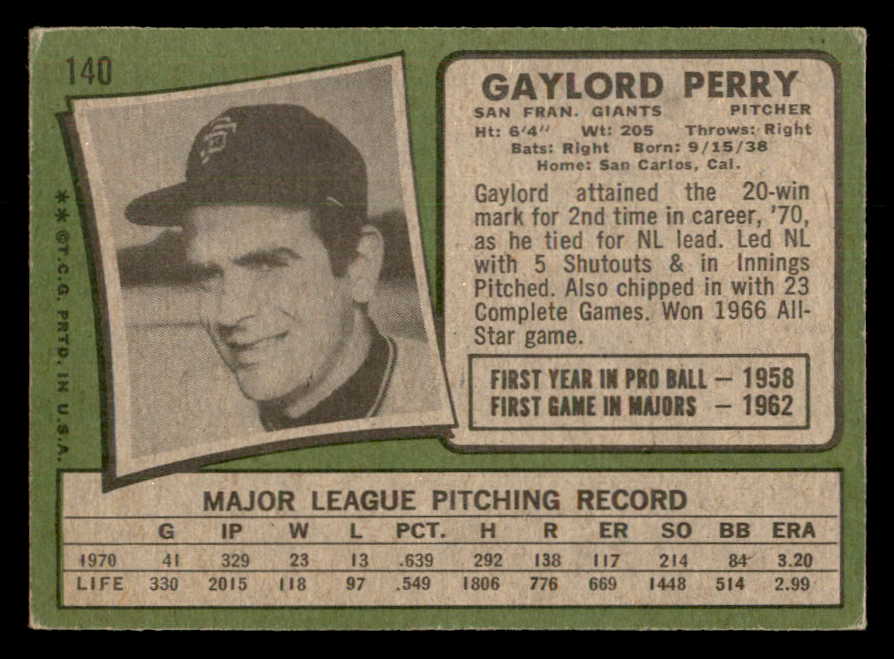 140
GAYLORD PERRY
SAN FRAN. GIANTS PITCHER
Ht: 6'4" Wt: 205 Throws: Right
Bats: Right Born: 9/15/38
Home: San Carlos, Cal.
Gaylord attained the 20-win
mark for 2nd time in career, '70,
as he tied for NL lead. Led NL
with 5 Shutouts & in Innings
Pitched. Also chipped in with 23
Complete Games. Won 1966 All-
Star game.
FIRST YEAR IN PRO BALL — 1958
FIRST GAME IN MAJORS — 1962
SF
**©T.C.G. PRTD. IN U.S.A.
MAJOR LEAGUE PITCHING RECORD
G IP W L PCT. H R ER SO BB ERA
1970 41 329 23 13 .639 292 138 117 214 84 3.20
LIFE 330 2015 118 97 .549 1806 776 669 1448 514 2.99